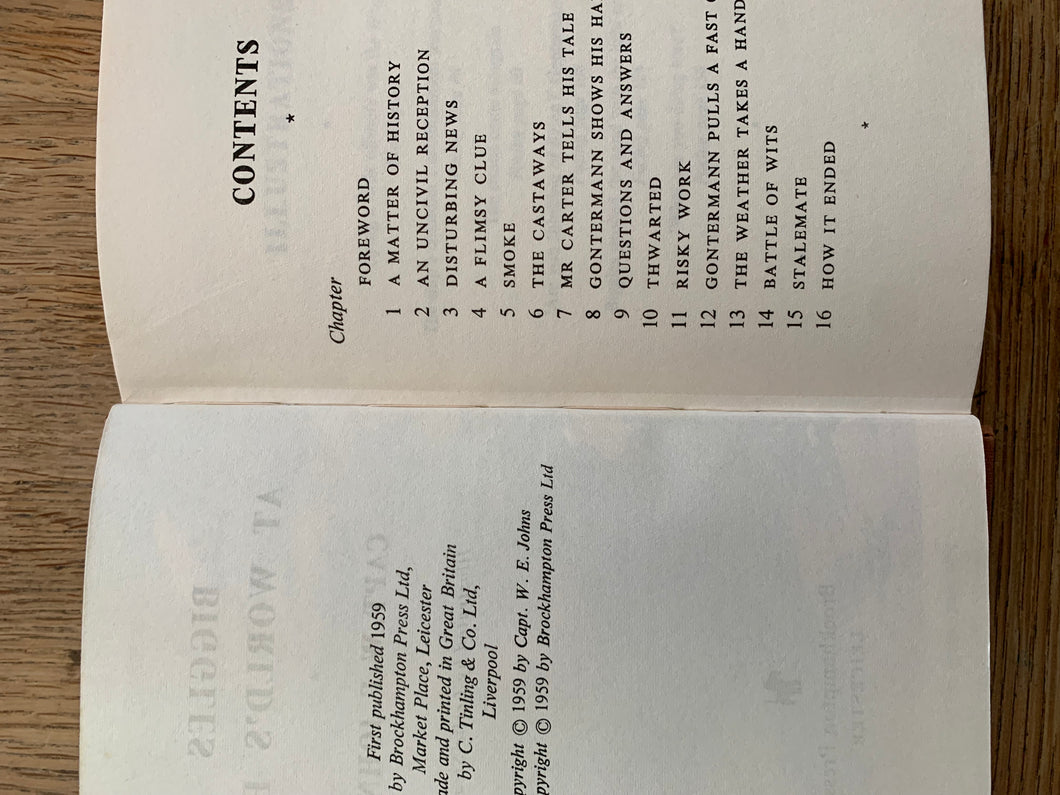 First published 1959
by Brockhampton Press Ltd,
Market Place, Leicester
ade and printed in Great Britain
by C. Tinling & Co. Ltd,
Liverpool
pyright © 1959 by Capt. W. E. Johns
pyright © 1959 by Brockhampton Press Ltd
CONTENTS
*
Chapter
FOREWORD
1 A MATTER OF HISTORY
2 AN UNCIVIL RECEPTION
3 DISTURBING NEWS
4 A FLIMSY CLUE
5 SMOKE
6 THE CASTAWAYS
7 MR CARTER TELLS HIS TALE
8 GONTERMANN SHOWS HIS HA
9 QUESTIONS AND ANSWERS
10 THWARTED
11 RISKY WORK
12 GONTERMANN PULLS A FAST
13 THE WEATHER TAKES A HAND
14 BATTLE OF WITS
15 STALEMATE
16 HOW IT ENDED
*